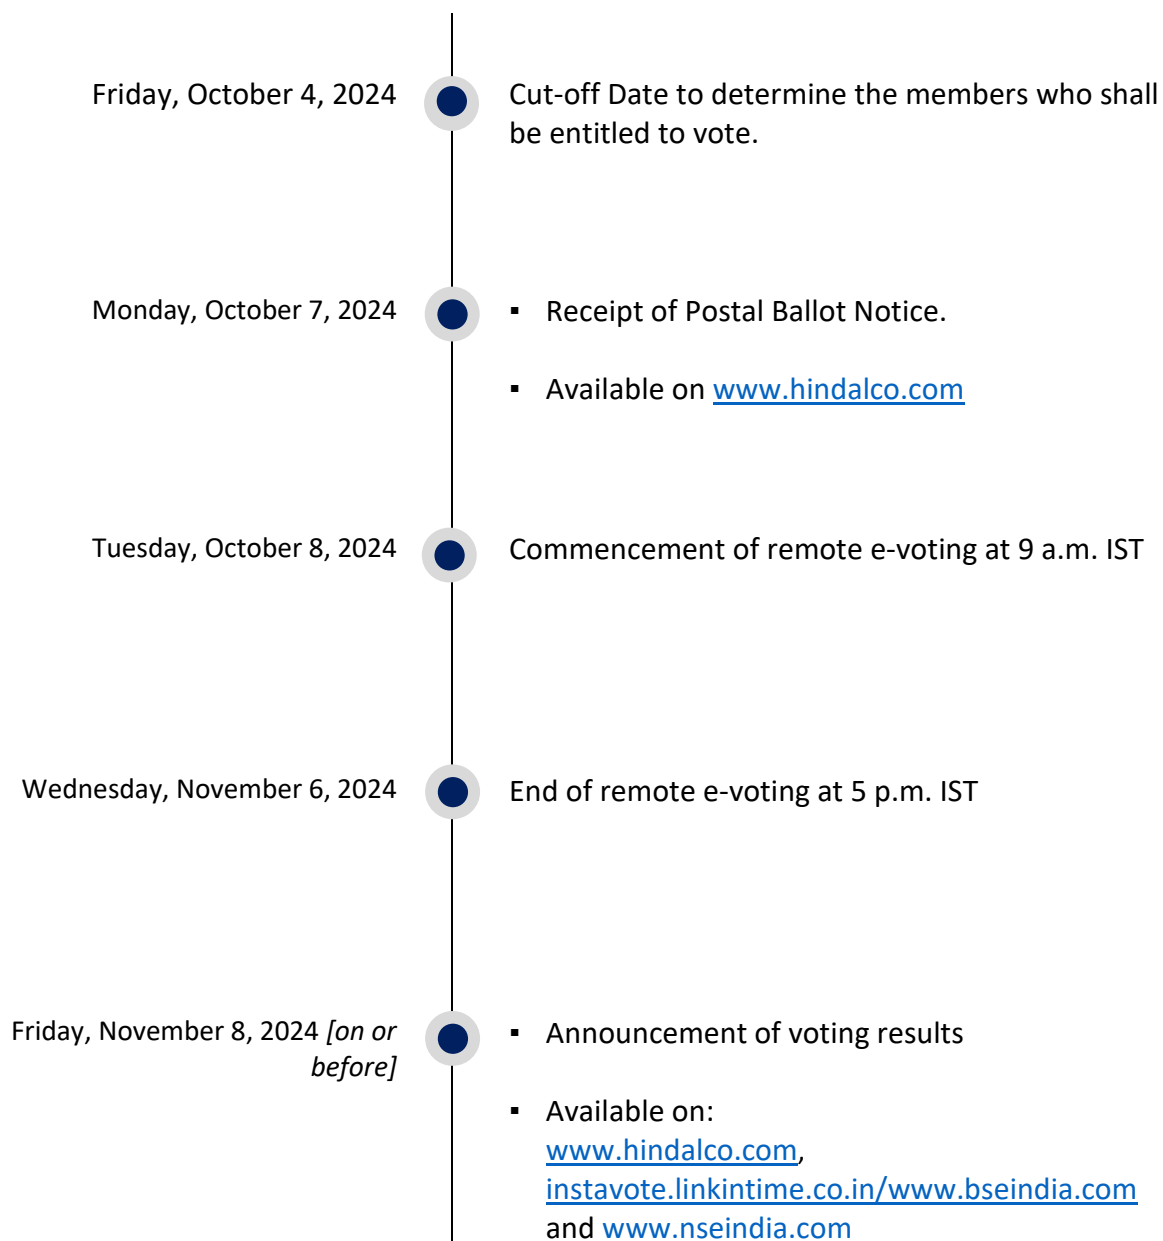 Friday, October 4, 2024
Cut-off Date to determine the members who shall
be entitled to vote.
Monday, October 7, 2024
▪ Receipt of Postal Ballot Notice.
▪ Available on www.hindalco.com
Tuesday, October 8, 2024
Commencement of remote e-voting at 9 a.m. IST
Wednesday, November 6, 2024
End of remote e-voting at 5 p.m. IST
Friday, November 8, 2024 [on or
before]
▪ Announcement of voting results
▪ Available on:
www.hindalco.com,
instavote.linkintime.co.in/www.bseindia.com
and www.nseindia.com